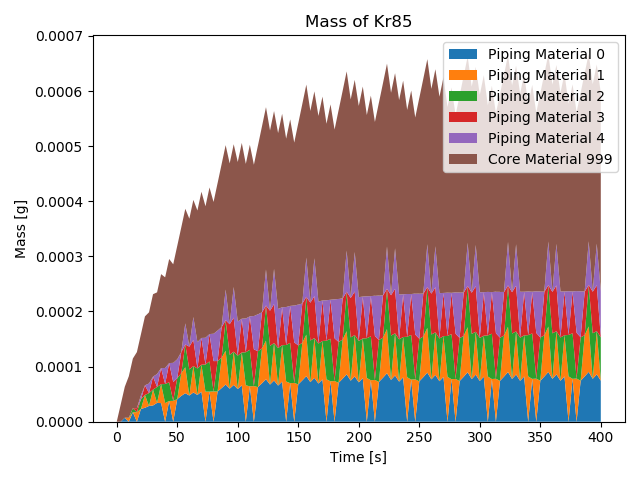 Mass of Kr85
0.0007
0.0006
0.0005
0.0004
0.0003
0.0002
0.0001
0.0000
Mass [g]
Piping Material 0
Piping Material 1
Piping Material 2
Piping Material 3
Piping Material 4
Core Material 999
0 50 100 150 200 250 300 350 400
Time [s]